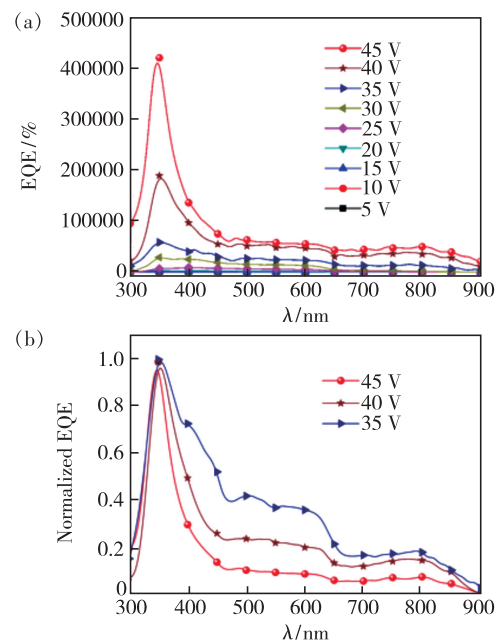 (a)
500000
400000
300000
200000
100000
0
EQE/%
45 V
40 V
35 V
30 V
25 V
20 V
15 V
10 V
5 V
300 400 500 600 700 800 900
λ/nm
(b)
1.0
0.8
0.6
0.4
0.2
0
Normalized EQE
45 V
40 V
35 V
300 400 500 600 700 800 900
λ/nm